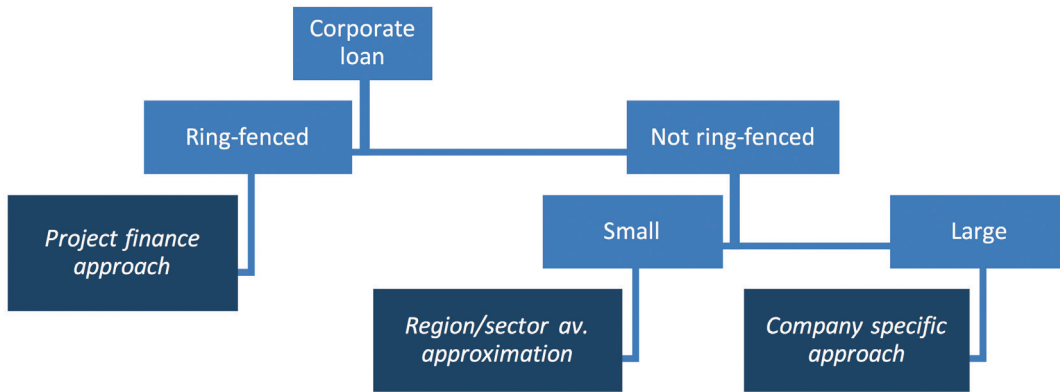 Corporate
loan
Ring-fenced
Not ring-fenced
Project finance
approach
Small
Large
Region/sector av.
approximation
Company specific
approach